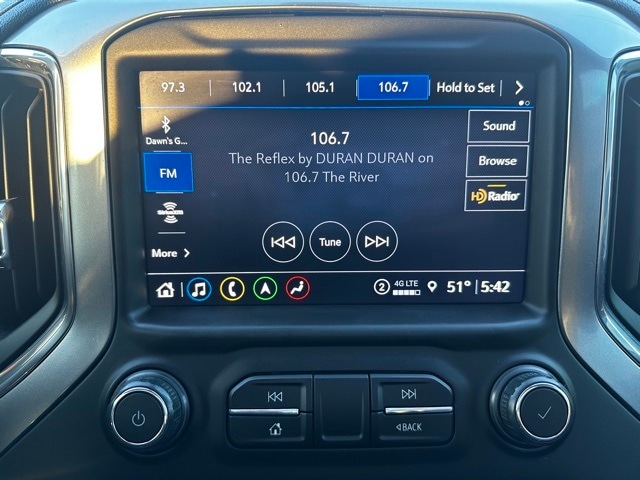 97.3 102.1 105.1 106.7 Hold to Set
Dawn's G...
106.7
Sound
The Reflex by DURAN DURAN on
106.7 The River
Browse
FM
HD Radio
SiriusXM
Tune
More
2 4G LTE 51° 5:42
BACK